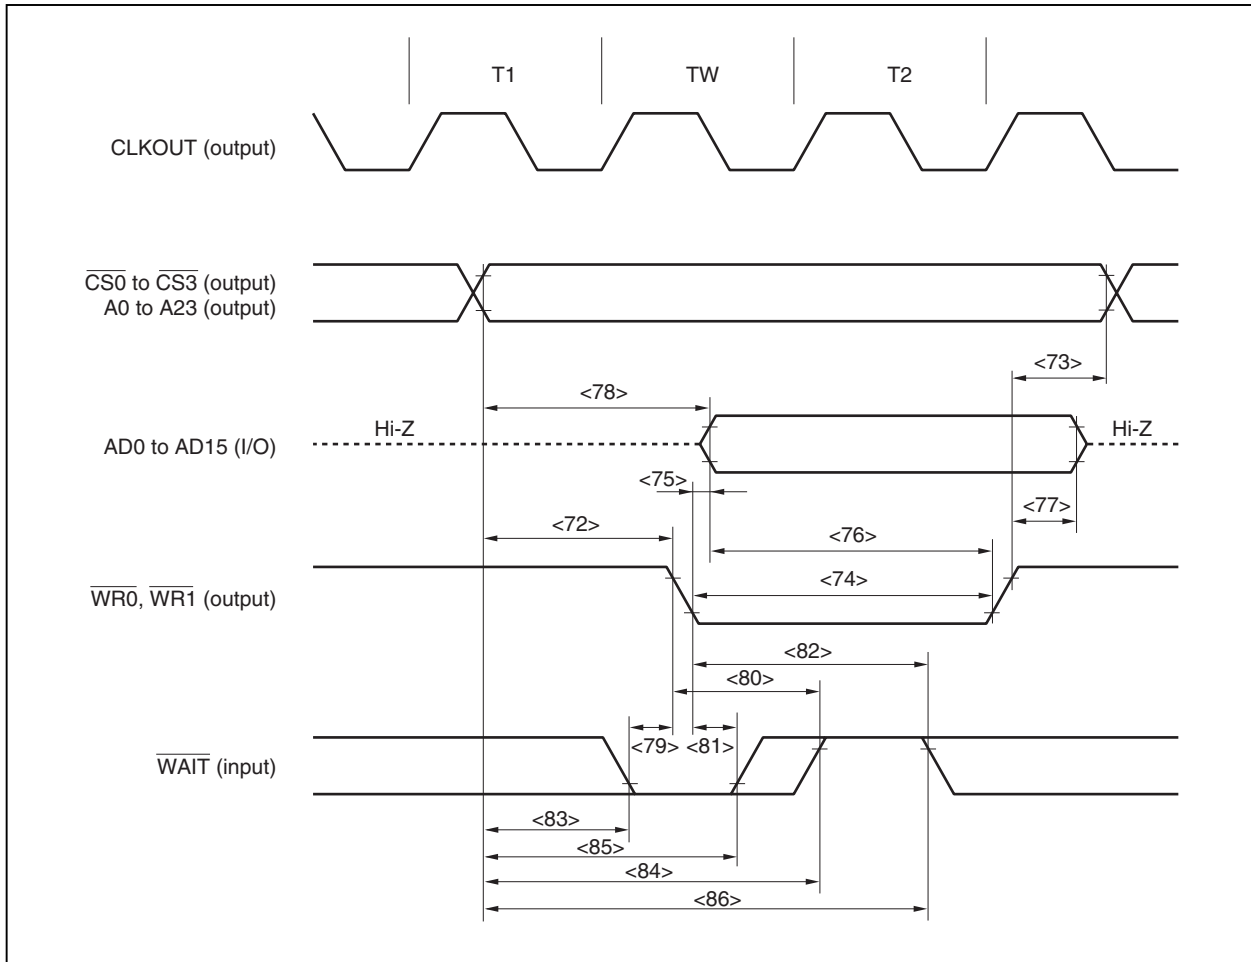 T1 TW T2
CLKOUT (output)
CS0 to CS3 (output)
A0 to A23 (output)
<73>
<78>
Hi-Z Hi-Z
AD0 to AD15 (I/O)
<75>
<77>
<72>
<76>
<74>
WR0, WR1 (output)
<82>
<80>
<79> <81>
WAIT (input)
<83>
<85>
<84>
<86>